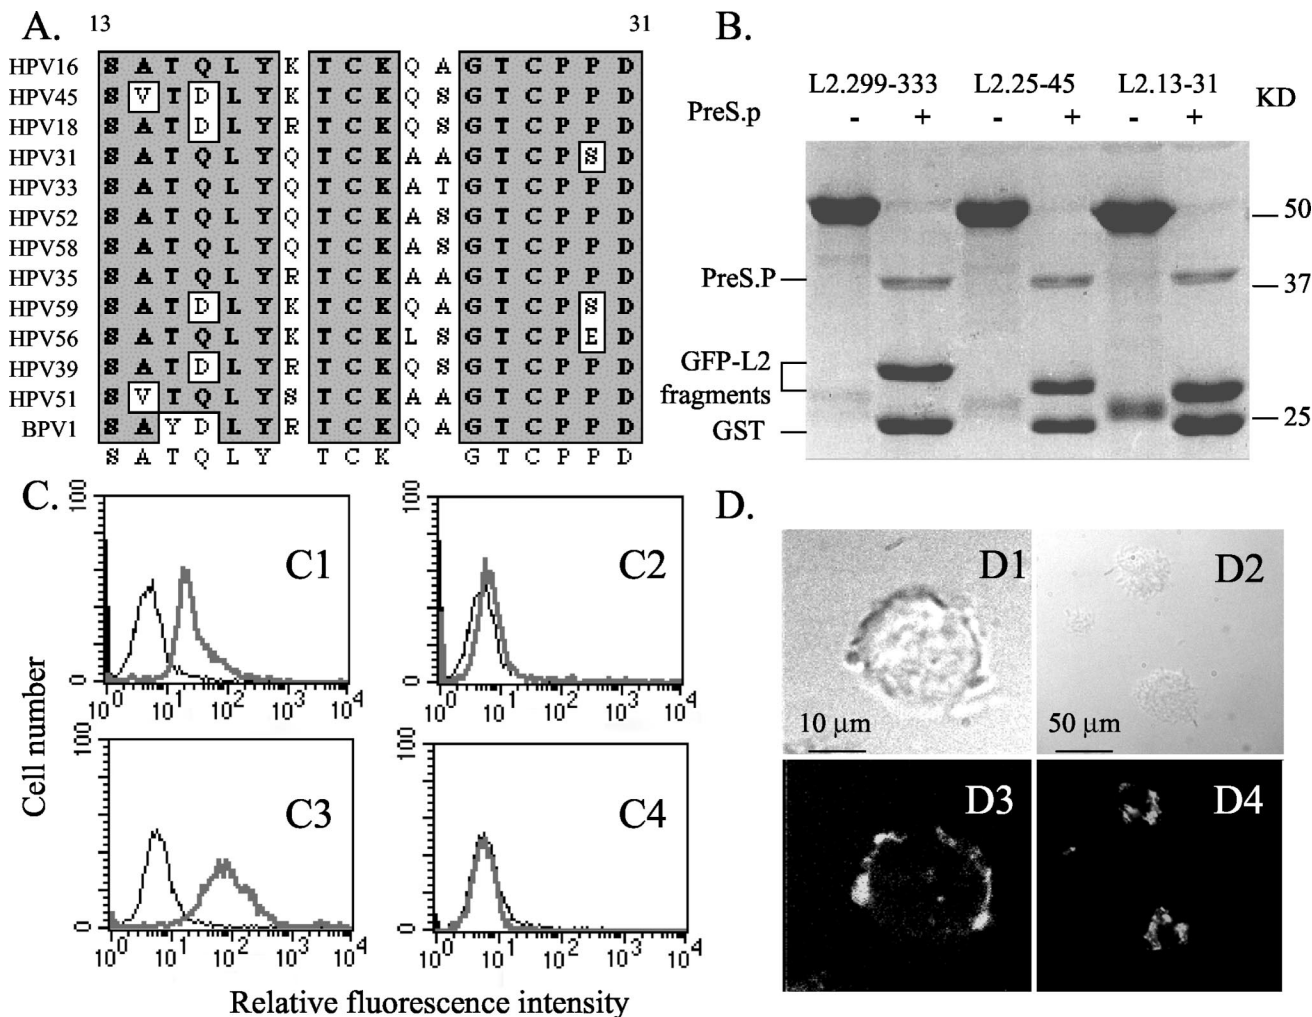 A.
13 31
HPV16 S A T Q L Y K T C K Q A G T C P P D
HPV45 S V T D L Y K T C K Q S G T C P P D
HPV18 S A T D L Y R T C K Q S G T C P P D
HPV31 S A T Q L Y Q T C K A A G T C P S D
HPV33 S A T Q L Y Q T C K A T G T C P P D
HPV52 S A T Q L Y Q T C K A S G T C P P D
HPV58 S A T Q L Y Q T C K A S G T C P P D
HPV35 S A T Q L Y R T C K A A G T C P P D
HPV59 S A T D L Y K T C K Q A G T C P S D
HPV56 S A T Q L Y K T C K L S G T C P E D
HPV39 S A T D L Y R T C K Q S G T C P P D
HPV51 S V T Q L Y S T C K A S G T C P P D
BPV1 S A Y D L Y R T C K Q A G T C P P D
S A T Q L Y T C K G T C P P D
B.
L2.299-333 L2.25-45 L2.13-31 KD
PreS.p - + - + - +
50
PreS.P 37
GFP-L2
fragments
GST 25
C.
100 C1 100 C2
0 0
10^0 10^1 10^2 10^3 10^4 10^0 10^1 10^2 10^3 10^4
100 C3 100 C4
0 0
10^0 10^1 10^2 10^3 10^4 10^0 10^1 10^2 10^3 10^4
Cell number
Relative fluorescence intensity
D.
D1 D2
10 µm 50 µm
D3 D4